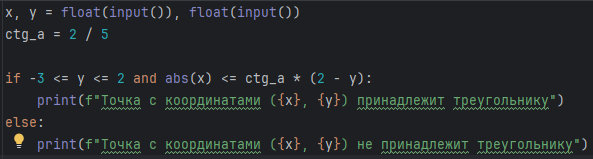 x, y = float(input()), float(input())
ctg_a = 2 / 5
if -3 <= y <= 2 and abs(x) <= ctg_a * (2 - y):
    print(f"Точка с координатами ({x}, {y}) принадлежит треугольнику")
else:
    print(f"Точка с координатами ({x}, {y}) не принадлежит треугольнику")